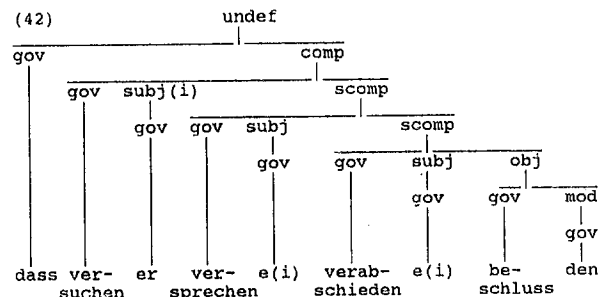 (42) undef
gov comp
gov subj(i) scomp
gov gov subj scomp
gov gov subj obj
gov gov mod
gov
dass ver- er ver- e(i) verab- e(i) be- den
suchen sprechen schieden schluss